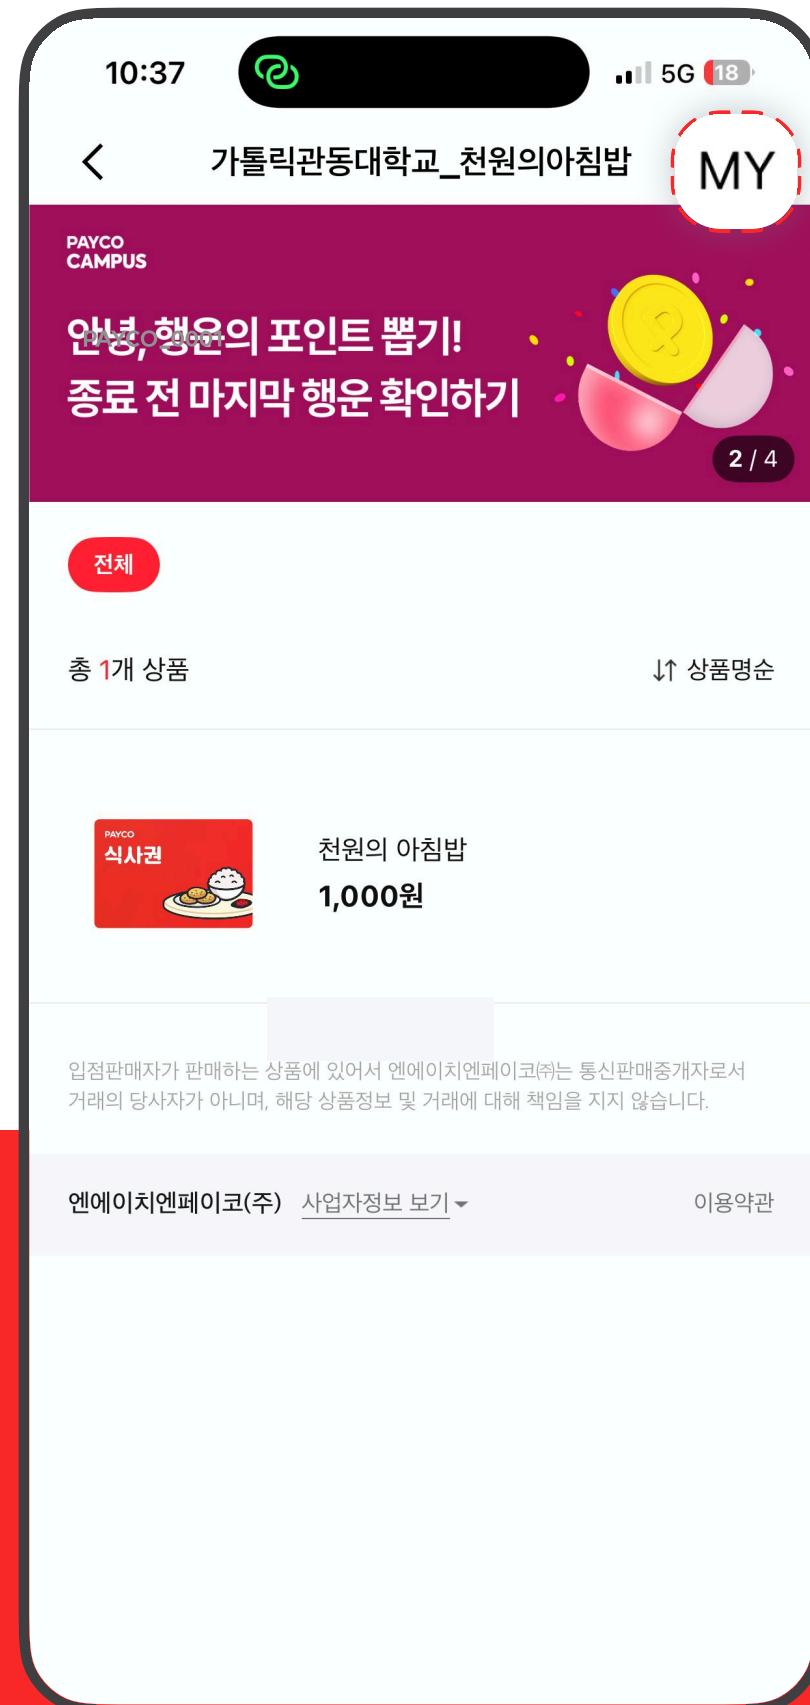 10:37
5G 18
가톨릭관동대학교_천원의아침밥
MY
PAYCO
CAMPUS
안녕, 행운의 포인트 뽑기!
PAYCO_0001
종료 전 마지막 행운 확인하기
2 / 4
전체
총 1개 상품
상품명순
PAYCO
식사권
천원의 아침밥
1,000원
입점판매자가 판매하는 상품에 있어서 엔에이치엔페이코㈜는 통신판매중개자로서
거래의 당사자가 아니며, 해당 상품정보 및 거래에 대해 책임을 지지 않습니다.
엔에이치엔페이코(주) 사업자정보 보기
이용약관